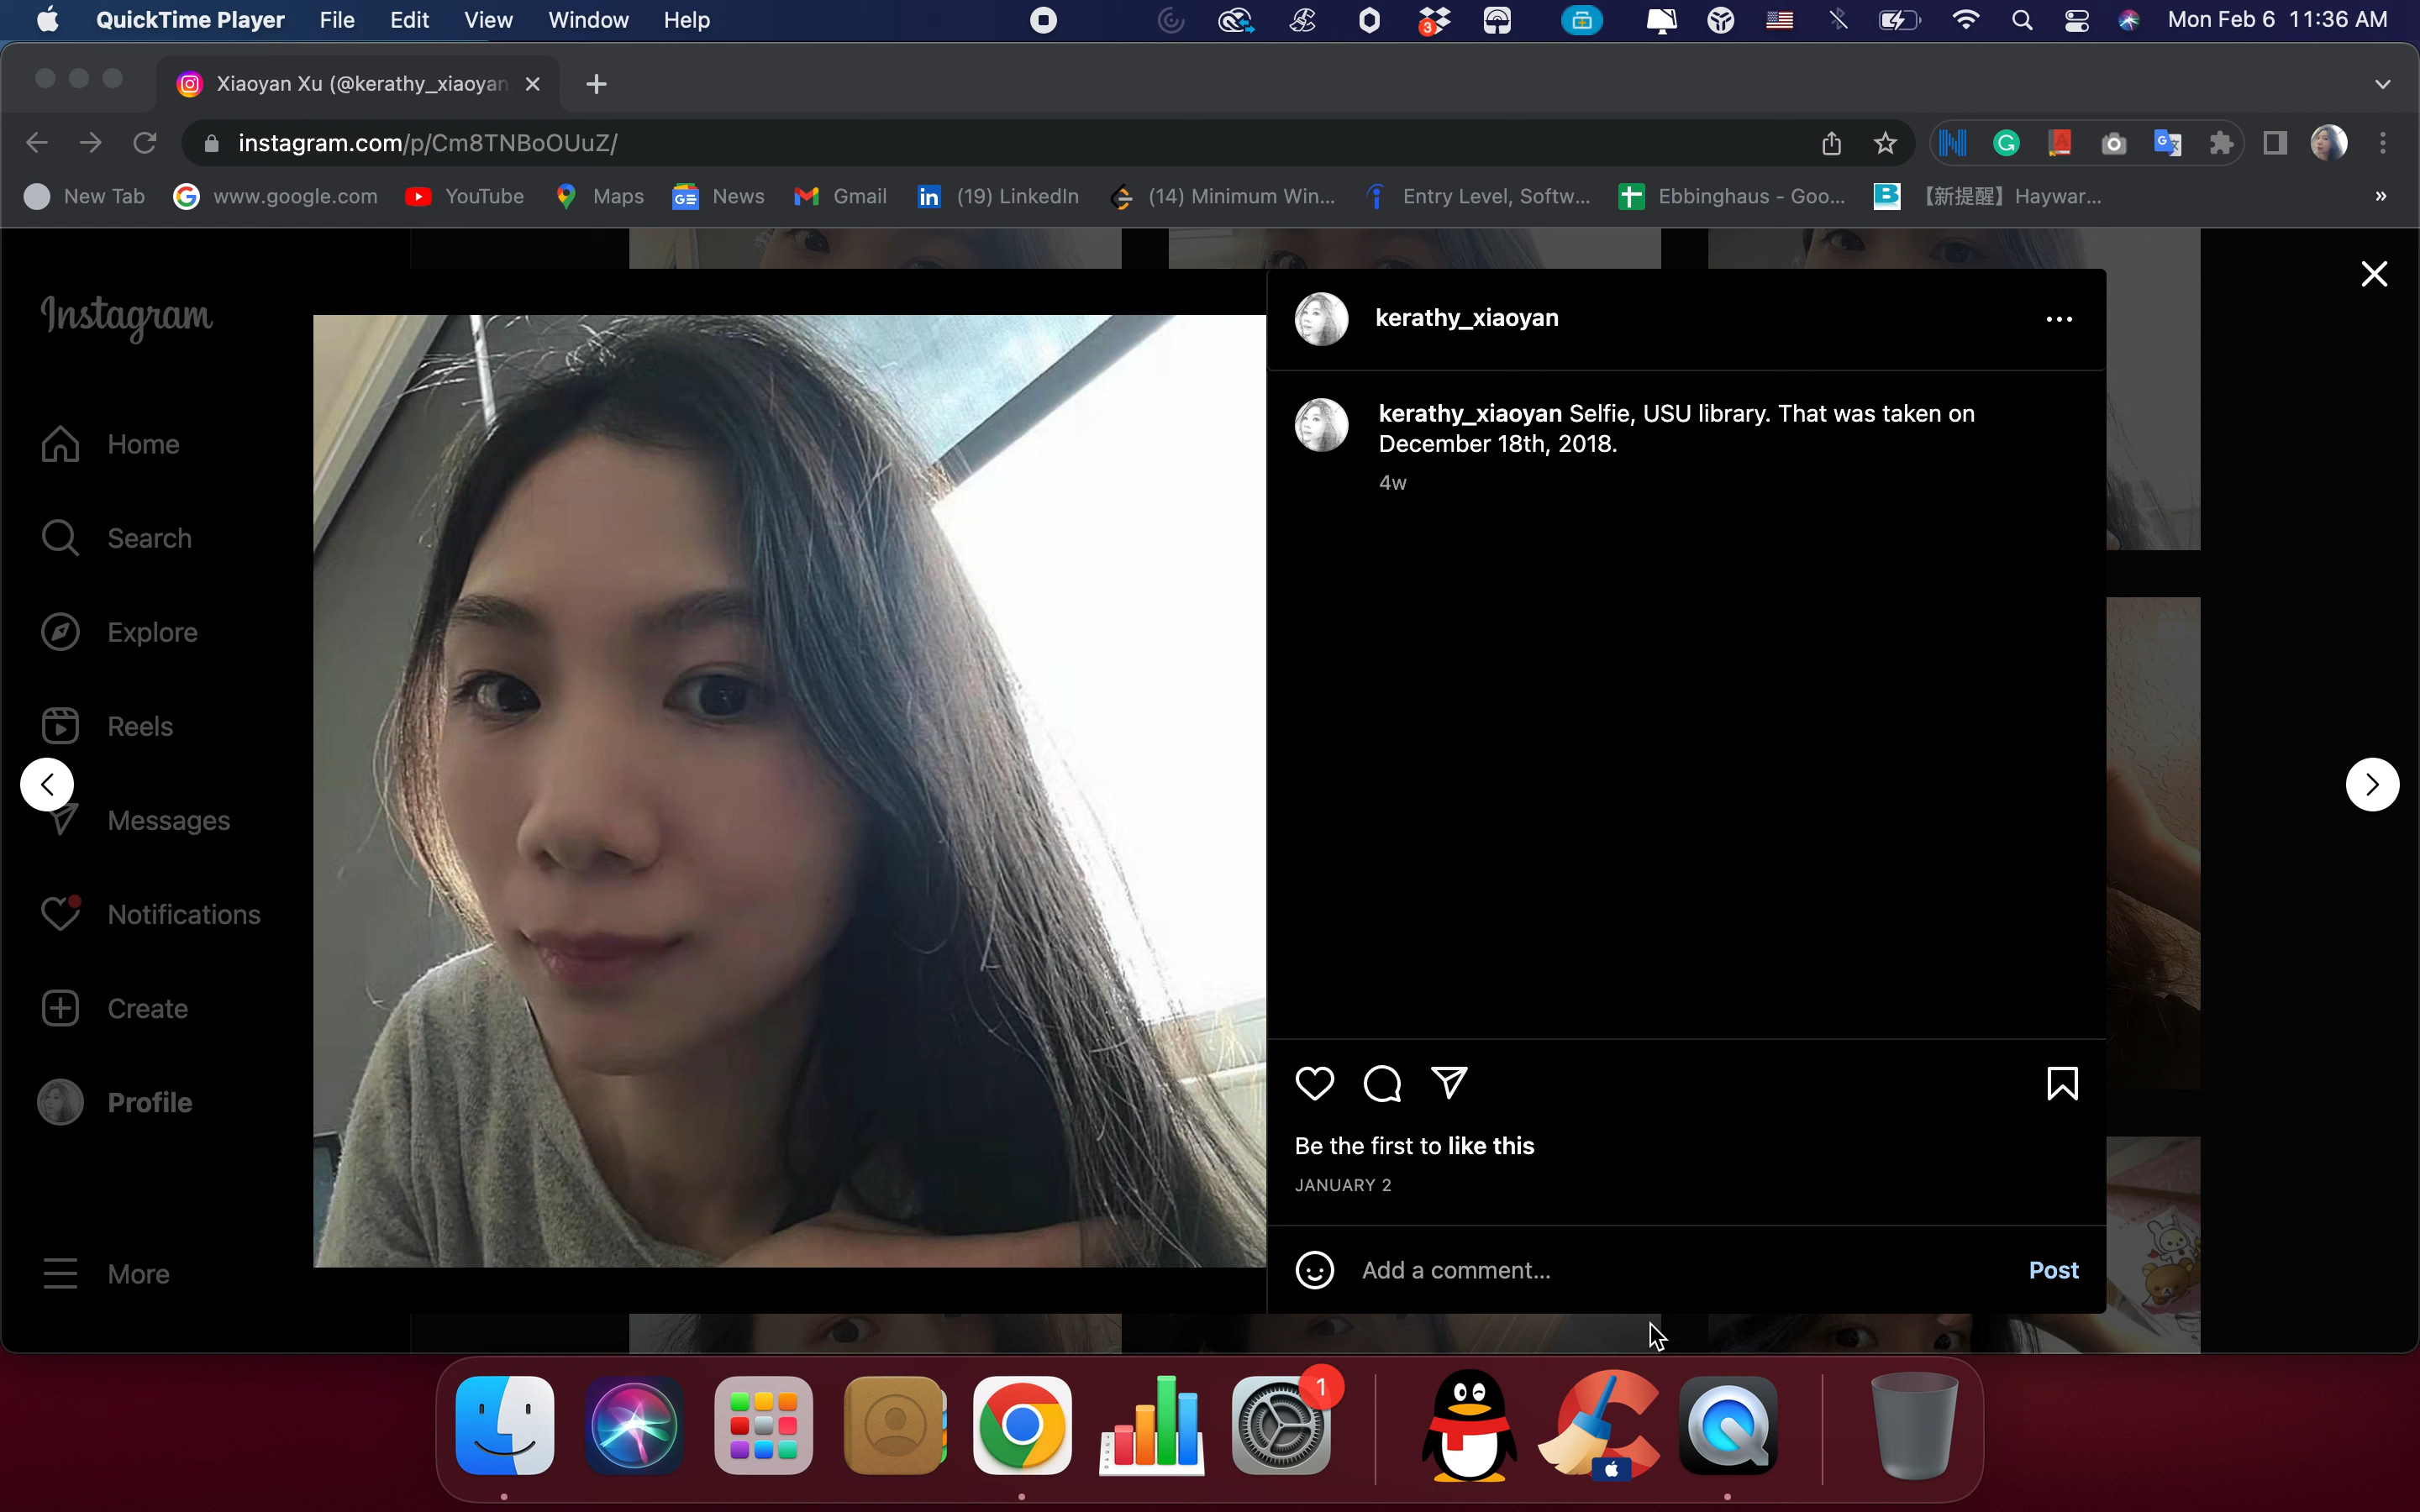 QuickTime Player File Edit View Window Help
3
Mon Feb 6 11:36 AM
Xiaoyan Xu (@kerathy_xiaoyan
instagram.com/p/Cm8TNBoOUuZ/
New Tab www.google.com YouTube Maps News Gmail (19) LinkedIn (14) Minimum Win... Entry Level, Softw... Ebbinghaus - Goo... 【新提醒】Haywar... »
Instagram
Home
Search
Explore
Reels
Messages
Notifications
Create
Profile
More
kerathy_xiaoyan
kerathy_xiaoyan Selfie, USU library. That was taken on
December 18th, 2018.
4w
Be the first to like this
JANUARY 2
Add a comment... Post
1